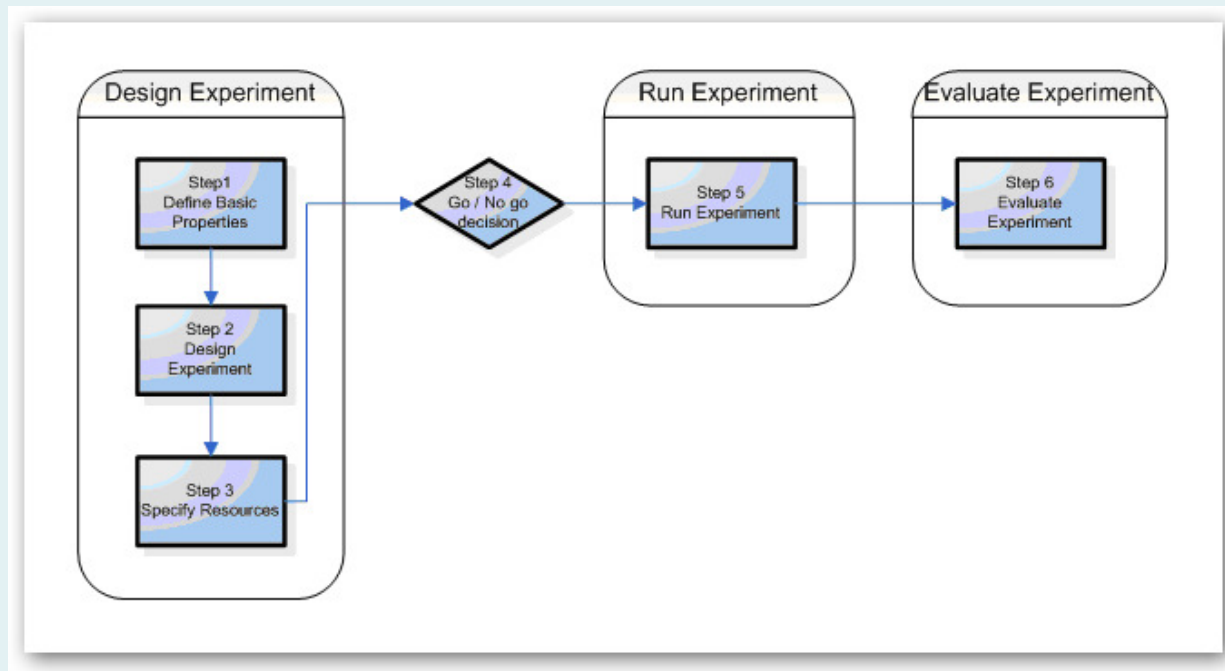 Design Experiment
Step1
Define Basic
Properties
Step 2
Design
Experiment
Step 3
Specify Resources
Step 4
Go / No go
decision
Run Experiment
Step 5
Run Experiment
Evaluate Experiment
Step 6
Evaluate
Experiment